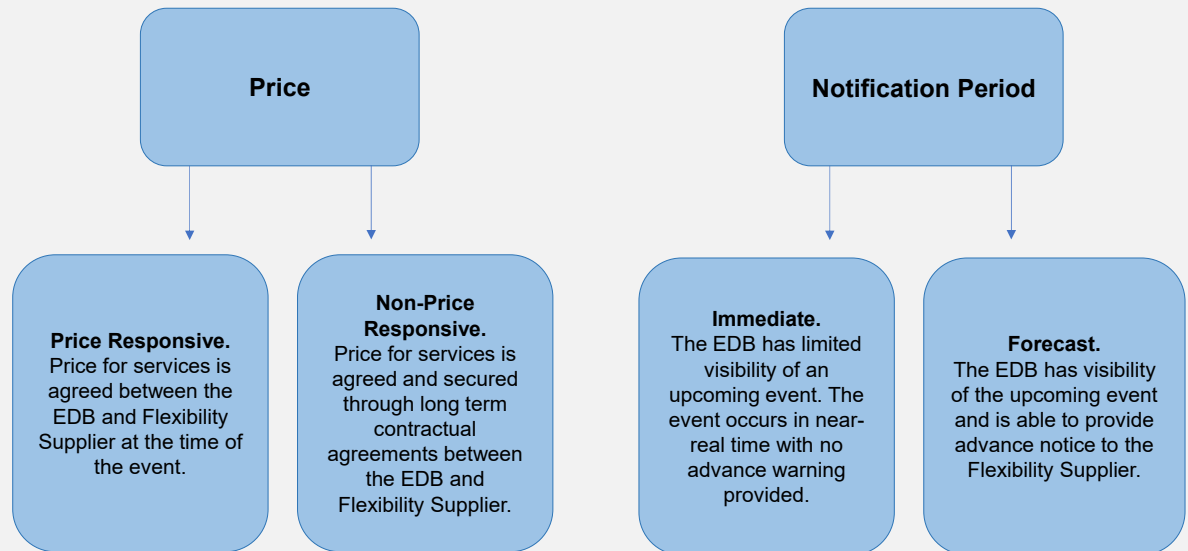 Price
Notification Period
Price Responsive.
Price for services is
agreed between the
EDB and Flexibility
Supplier at the time of
the event.
Non-Price
Responsive.
Price for services is
agreed and secured
through long term
contractual
agreements between
the EDB and
Flexibility Supplier.
Immediate.
The EDB has limited
visibility of an
upcoming event. The
event occurs in near-
real time with no
advance warning
provided.
Forecast.
The EDB has visibility
of the upcoming event
and is able to provide
advance notice to the
Flexibility Supplier.